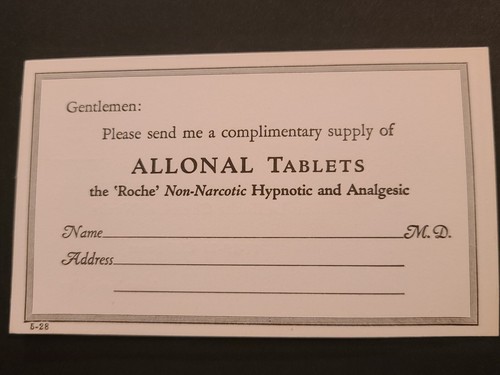 Gentlemen:
Please send me a complimentary supply of
ALLONAL TABLETS
the 'Roche' Non-Narcotic Hypnotic and Analgesic
Name M. D.
Address
5-28